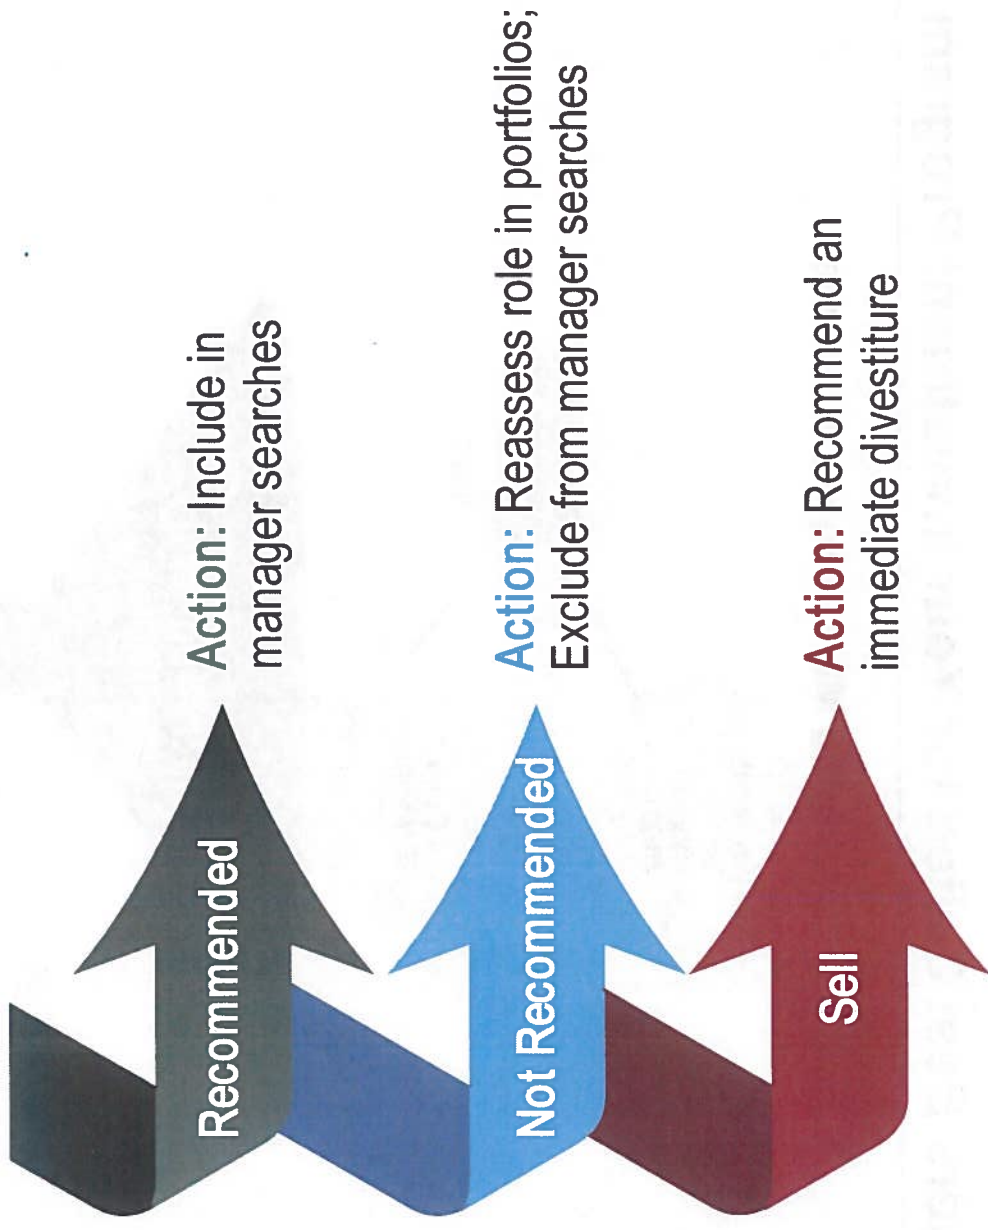 Recommended
Action: Include in
manager searches
Not Recommended
Action: Reassess role in portfolios;
Exclude from manager searches
Sell
Action: Recommend an
immediate divestiture